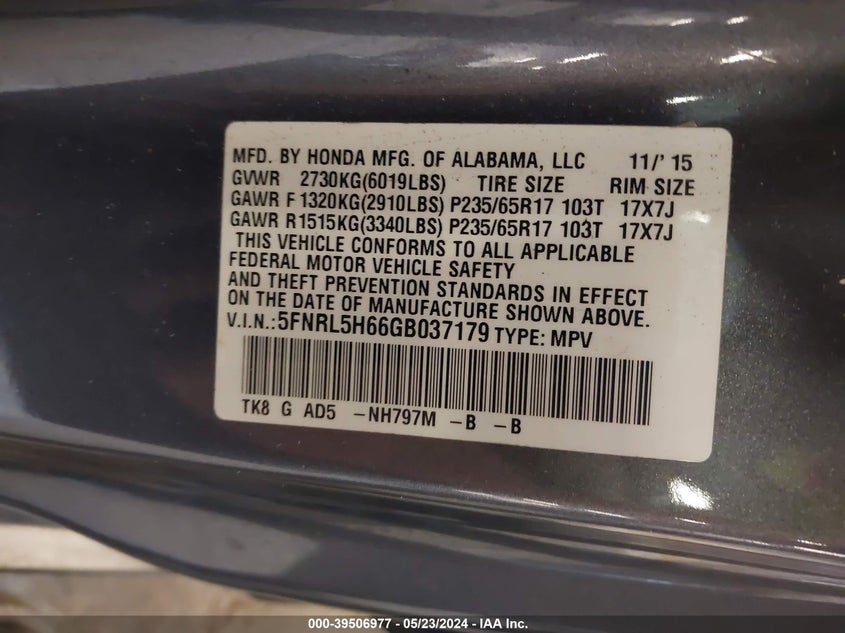 MFD. BY HONDA MFG. OF ALABAMA, LLC 11/' 15
GVWR 2730KG(6019LBS) TIRE SIZE RIM SIZE
GAWR F 1320KG(2910LBS) P235/65R17 103T 17X7J
GAWR R1515KG(3340LBS) P235/65R17 103T 17X7J
THIS VEHICLE CONFORMS TO ALL APPLICABLE
FEDERAL MOTOR VEHICLE SAFETY
AND THEFT PREVENTION STANDARDS IN EFFECT
ON THE DATE OF MANUFACTURE SHOWN ABOVE.
V.I.N.:5FNRL5H66GB037179 TYPE: MPV
TK8 G AD5 -NH797M -B -B
000-39506977 - 05/23/2024 - IAA Inc.